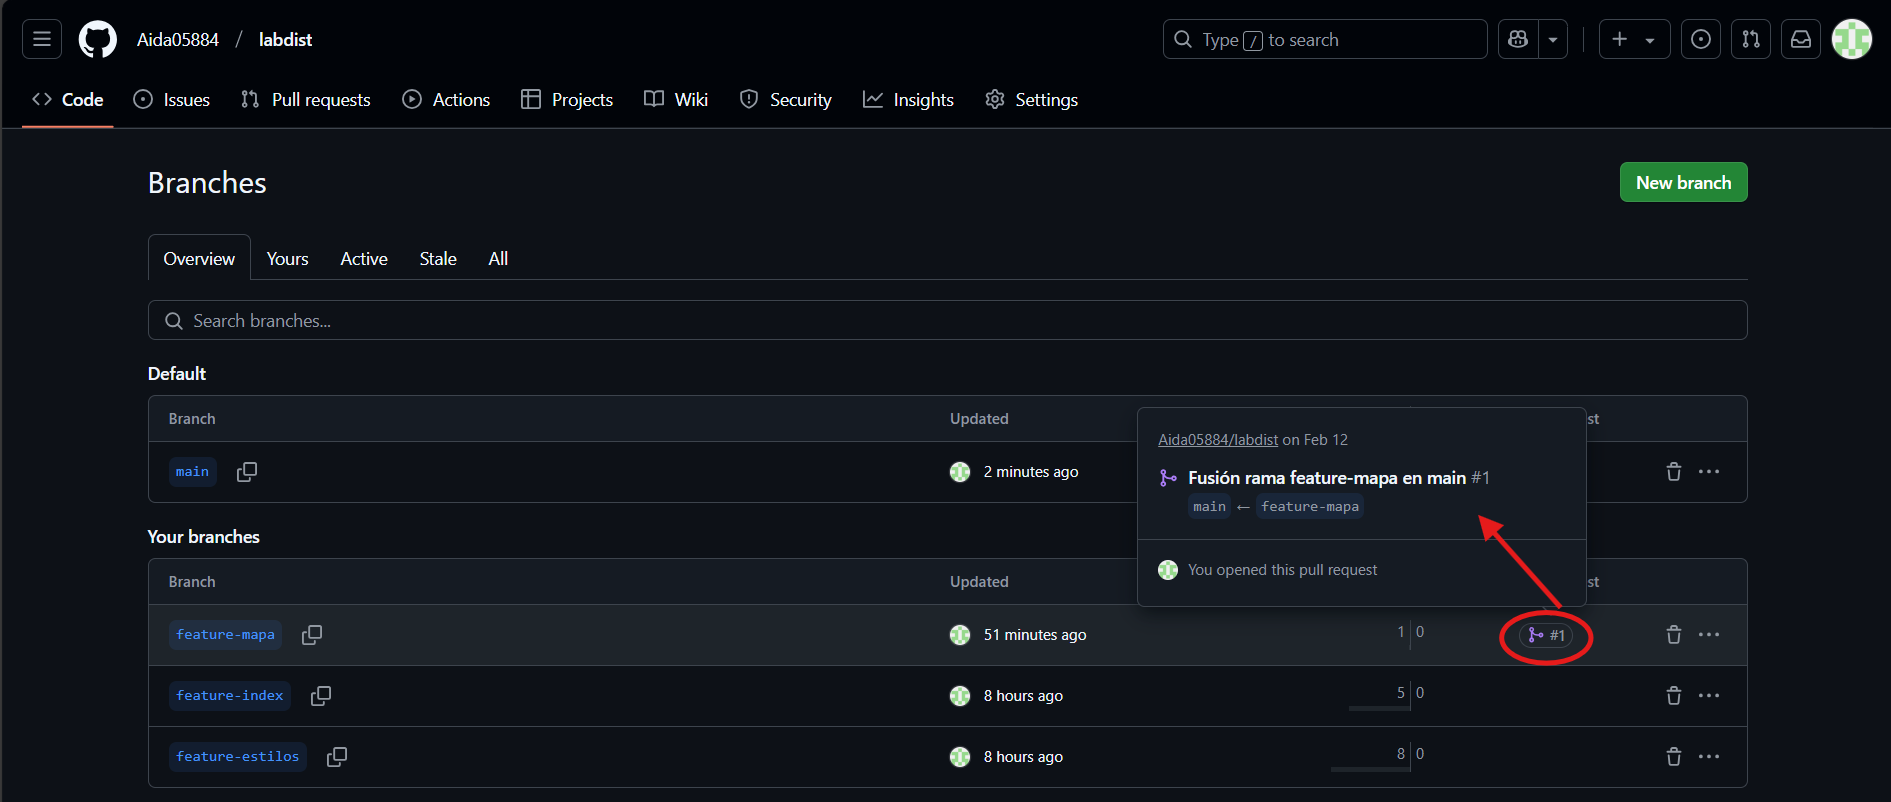 Aida05884 / labdist
Type / to search
Code Issues Pull requests Actions Projects Wiki Security Insights Settings
Branches
New branch
Overview Yours Active Stale All
Search branches...
Default
Branch Updated st
main 2 minutes ago
Aida05884/labdist on Feb 12
Fusión rama feature-mapa en main #1
main ← feature-mapa
You opened this pull request
Your branches
Branch Updated st
feature-mapa 51 minutes ago 1 0 #1
feature-index 8 hours ago 5 0
feature-estilos 8 hours ago 8 0